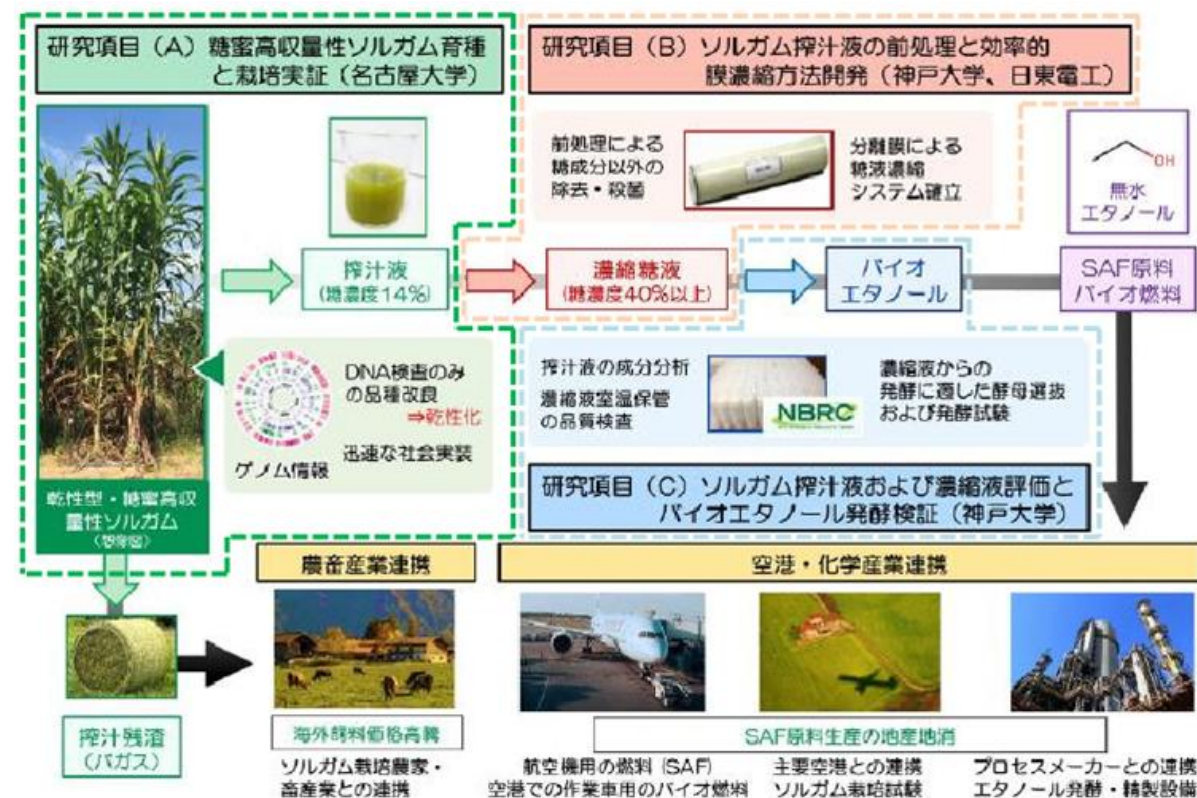 研究項目（A）糖蜜高収量性ソルガム育種
と栽培実証（名古屋大学）
研究項目（B）ソルガム搾汁液の前処理と効率的
膜濃縮方法開発（神戸大学、日東電工）
前処理による
糖成分以外の
除去・殺菌
分離膜による
糖液濃縮
システム確立
OH
無水
エタノール
搾汁液
（糖濃度14%）
濃縮糖液
（糖濃度40%以上）
バイオ
エタノール
SAF原料
バイオ燃料
DNA検査のみ
の品種改良
⇒乾性化
迅速な社会実装
ゲノム情報
搾汁液の成分分析
濃縮液室温保管
の品質検査
NBRC
濃縮液からの
発酵に適した酵母選抜
および発酵試験
乾性型・糖蜜高収
量性ソルガム
（想像図）
研究項目（C）ソルガム搾汁液および濃縮液評価と
バイオエタノール発酵検証（神戸大学）
農畜産業連携
空港・化学産業連携
搾汁残渣
（バガス）
海外飼料価格高騰
ソルガム栽培農家・
畜産業との連携
SAF原料生産の地産地消
航空機用の燃料（SAF）
空港での作業車用のバイオ燃料
主要空港との連携
ソルガム栽培試験
プロセスメーカーとの連携
エタノール発酵・精製設備